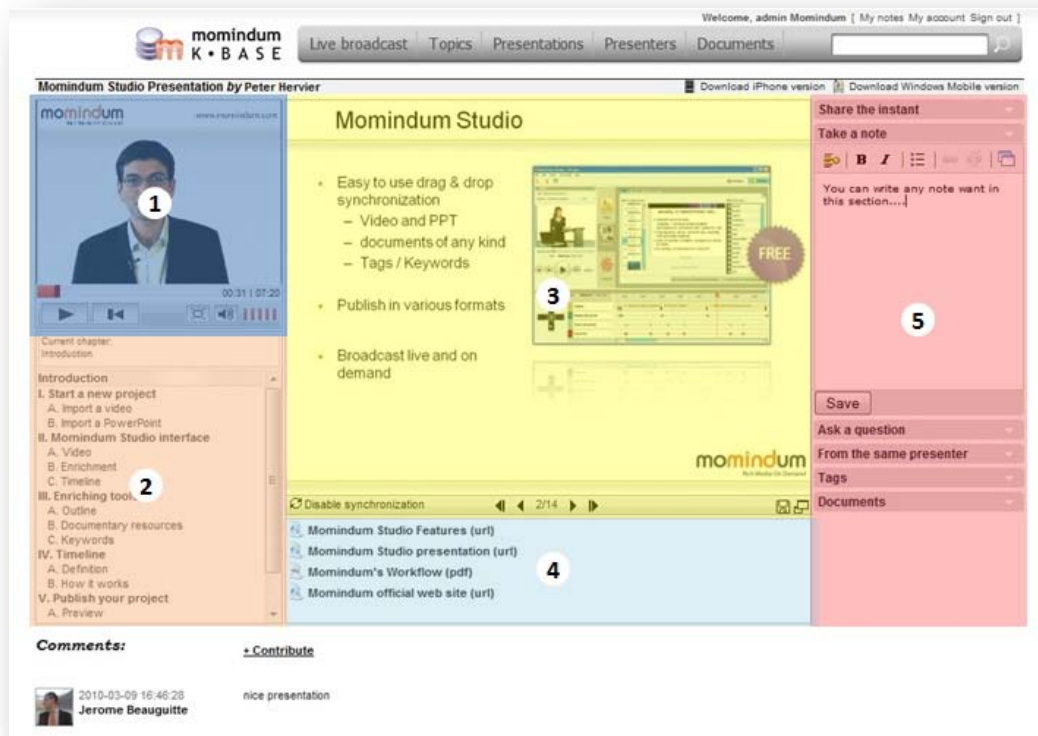 Welcome, admin Momindum [ My notes My account Sign out ]
momindum
K•BASE
Live broadcast Topics Presentations Presenters Documents
Momindum Studio Presentation by Peter Hervier
Download iPhone version Download Windows Mobile version
momindum
www.momindum.com
1
00:31 | 07:20
Current chapter:
Introduction
Introduction
I. Start a new project
A. Import a video
B. Import a PowerPoint
II. Momindum Studio interface
A. Video
B. Enrichment
C. Timeline
2
III. Enriching tools
A. Outline
B. Documentary resources
C. Keywords
IV. Timeline
A. Definition
B. How it works
V. Publish your project
A. Preview
Momindum Studio
• Easy to use drag & drop
synchronization
– Video and PPT
– documents of any kind
– Tags / Keywords
• Publish in various formats
• Broadcast live and on
demand
FREE
3
momindum
Rich Media On Demand
Disable synchronization 2/14
Momindum Studio Features (url)
Momindum Studio presentation (url)
Momindum's Workflow (pdf)
Momindum official web site (url)
4
Share the instant
Take a note
B I
You can write any note want in
this section....
5
Save
Ask a question
From the same presenter
Tags
Documents
Comments:
+ Contribute
2010-03-09 16:46:28
Jerome Beauguitte
nice presentation